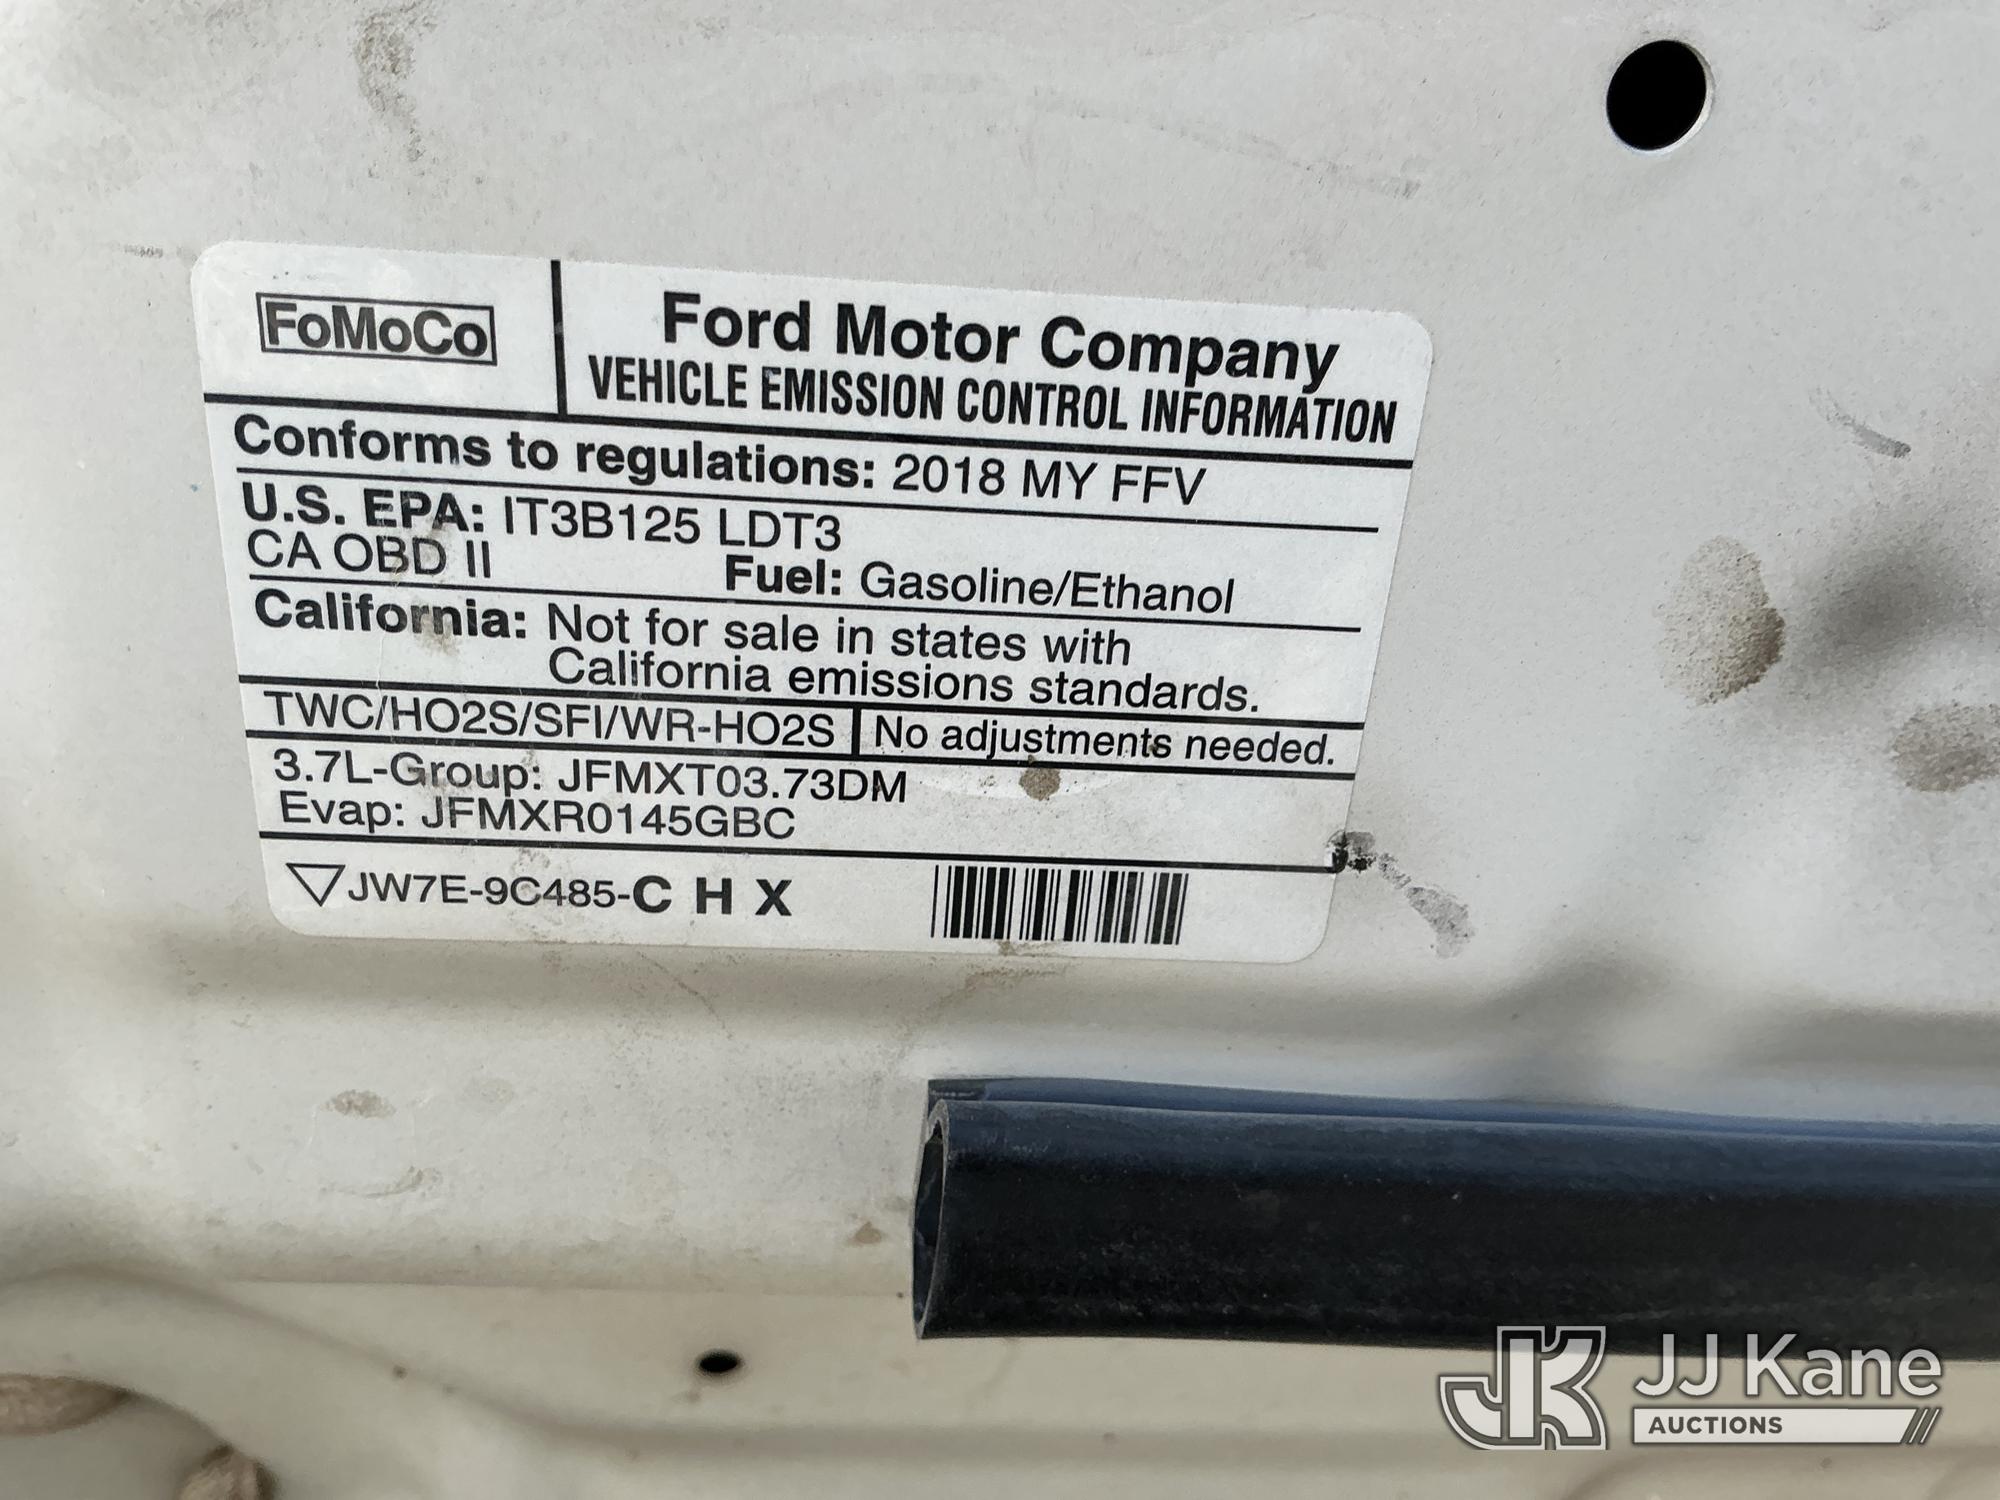 FoMoCo
Ford Motor Company
VEHICLE EMISSION CONTROL INFORMATION
Conforms to regulations: 2018 MY FFV
U.S. EPA: IT3B125 LDT3
CA OBD II
Fuel: Gasoline/Ethanol
California: Not for sale in states with
California emissions standards.
TWC/HO2S/SFI/WR-HO2S
No adjustments needed.
3.7L-Group: JFMXT03.73DM
Evap: JFMXR0145GBC
JW7E-9C485-C H X
JK
JJ Kane
AUCTIONS